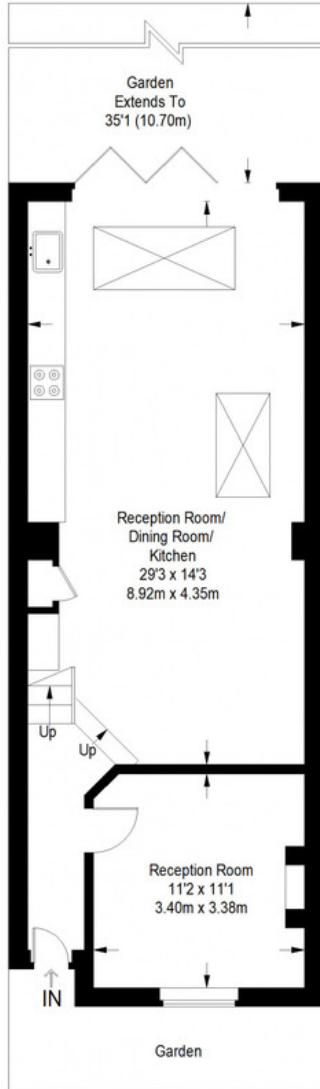 Garden
Extends To
35'1 (10.70m)
Reception Room/
Dining Room/
Kitchen
29'3 x 14'3
8.92m x 4.35m
Up
Up
Reception Room
11'2 x 11'1
3.40m x 3.38m
IN
Garden